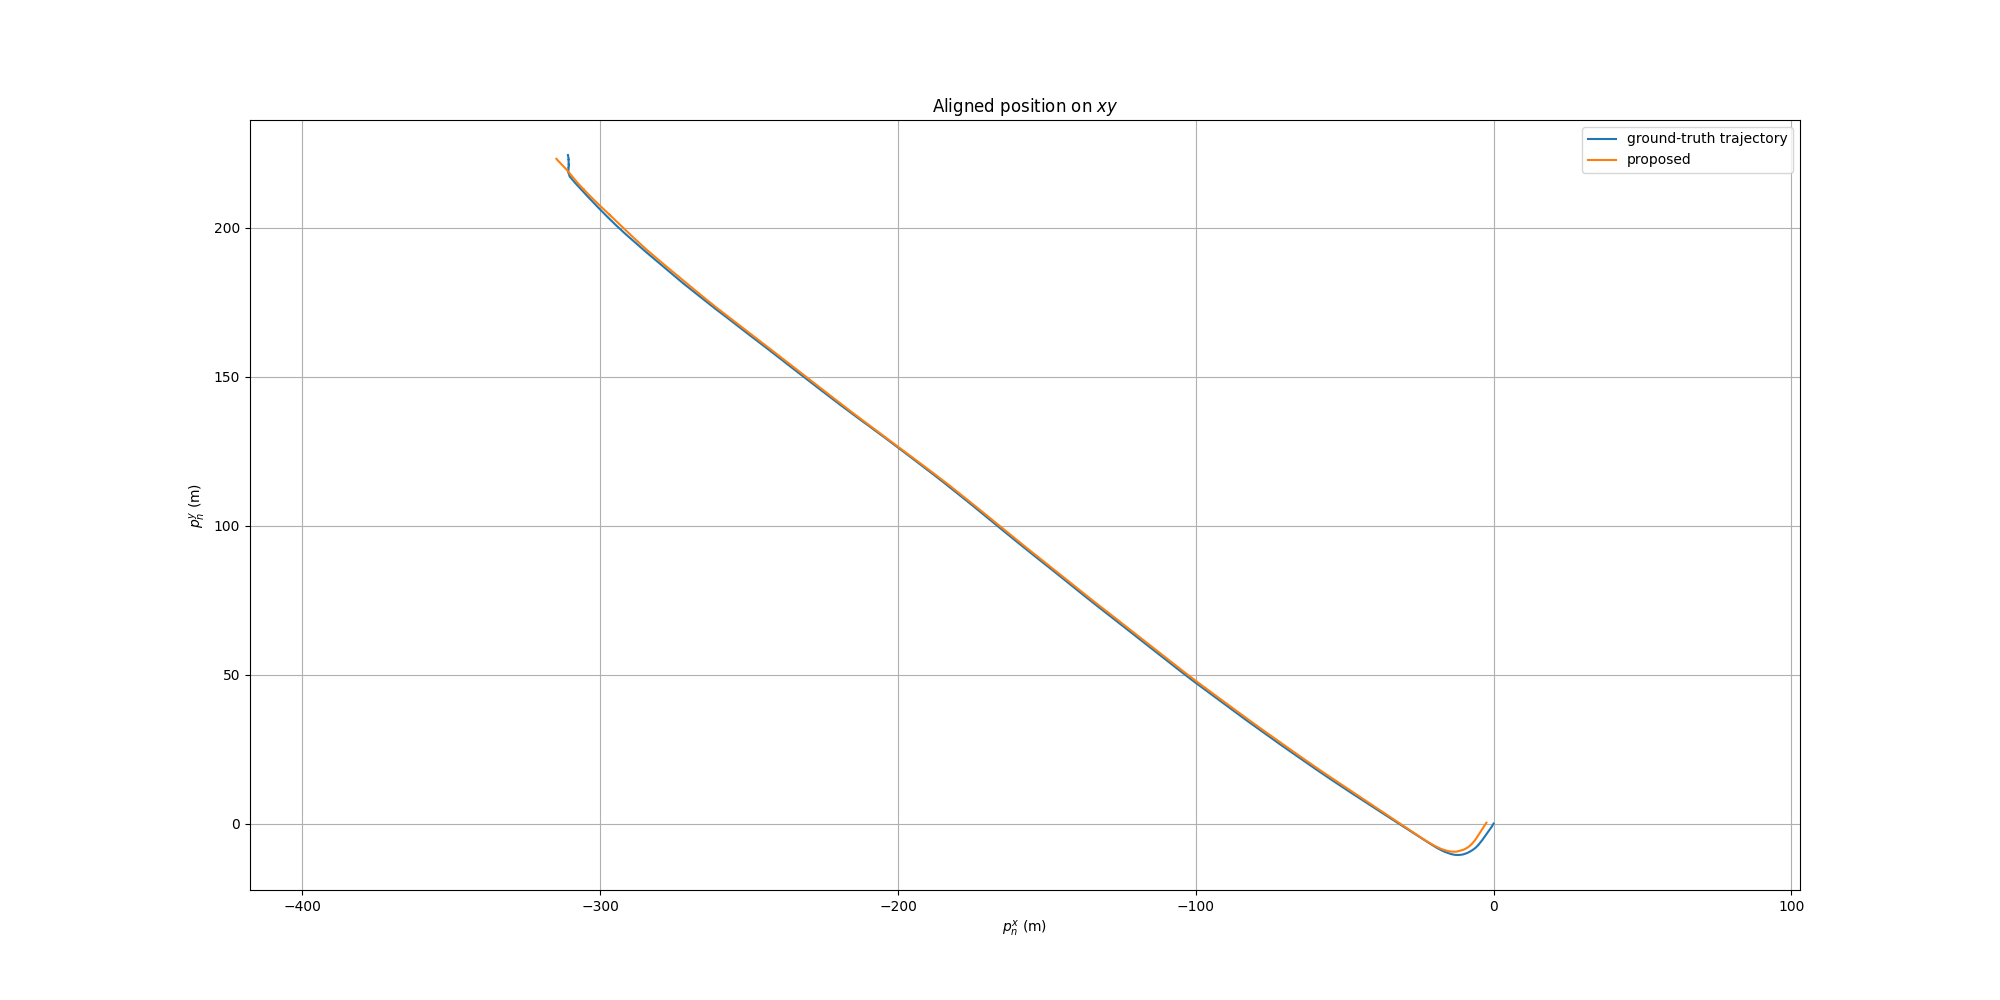 Aligned position on xy
ground-truth trajectory
proposed
200
150
100
50
0
p_n^y (m)
−400
−300
−200
−100
0
100
p_n^x (m)